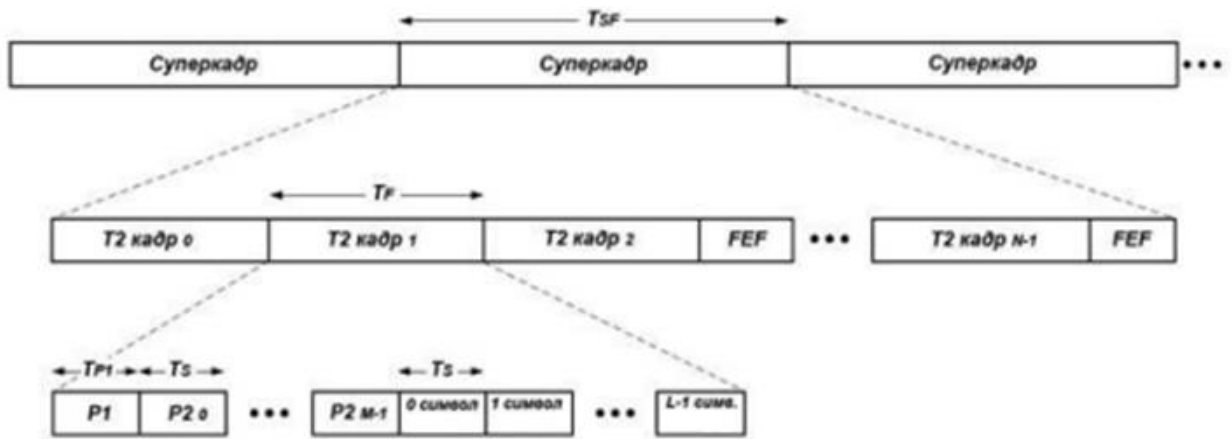 TSF
Суперкадр Суперкадр Суперкадр •••
TF
T2 кадр 0 T2 кадр 1 T2 кадр 2 FEF ••• T2 кадр N-1 FEF
TP1 TS TS
P1 P2 0 ••• P2 M-1 0 символ 1 символ ••• L-1 симв.